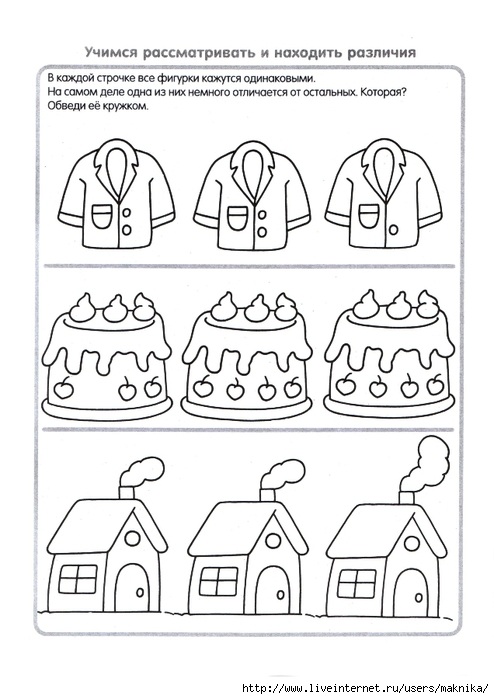 Учимся рассматривать и находить различия
В каждой строчке все фигурки кажутся одинаковыми.
На самом деле одна из них немного отличается от остальных. Которая?
Обведи её кружком.
http://www.liveinternet.ru/users/maknika/